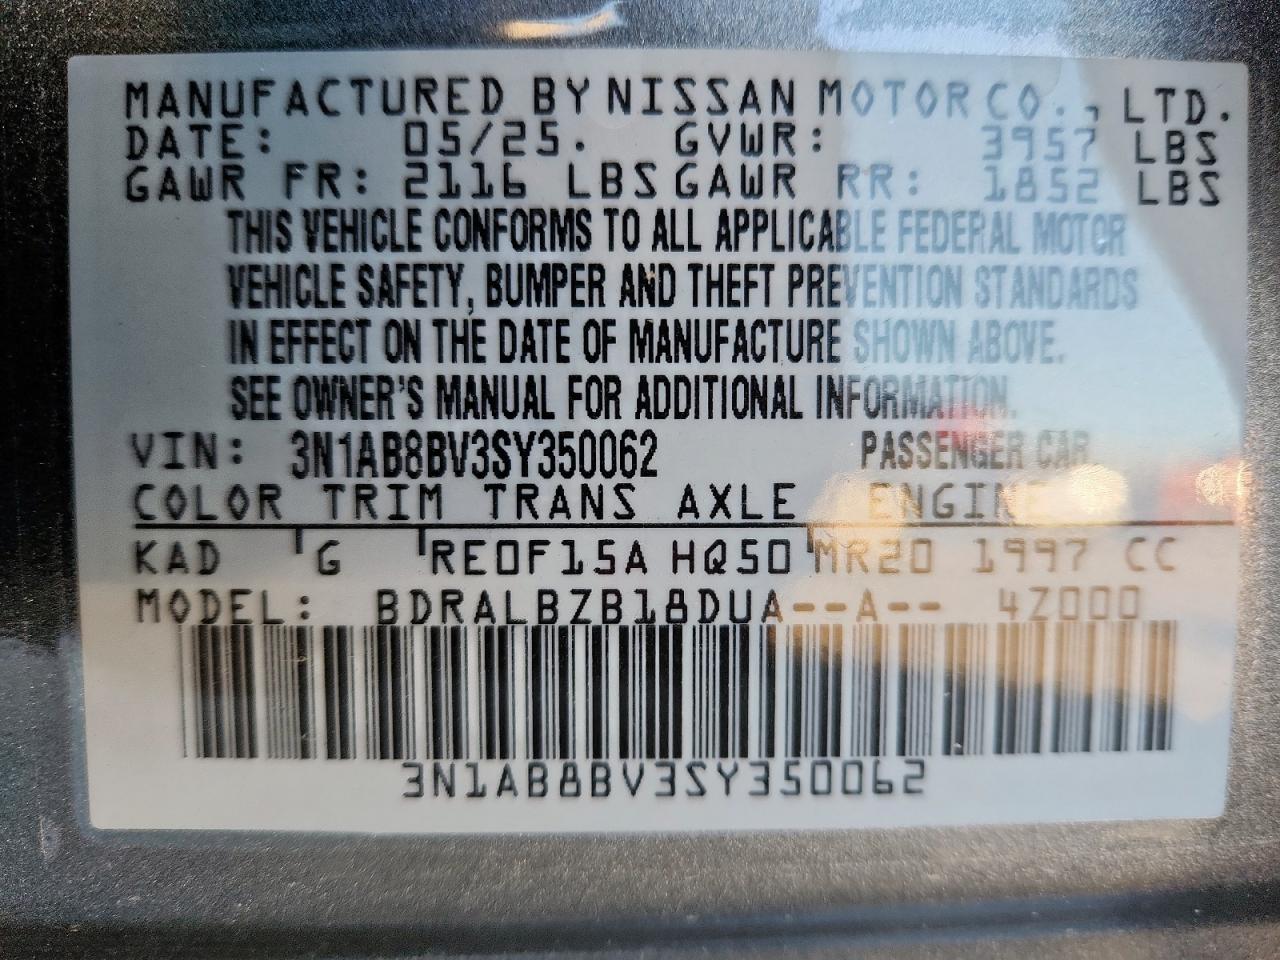 MANUFACTURED BY NISSAN MOTOR CO., LTD.
DATE: 05/25. GVWR: 3957 LBS
GAWR FR: 2116 LBS GAWR RR: 1852 LBS
THIS VEHICLE CONFORMS TO ALL APPLICABLE FEDERAL MOTOR
VEHICLE SAFETY, BUMPER AND THEFT PREVENTION STANDARDS
IN EFFECT ON THE DATE OF MANUFACTURE SHOWN ABOVE.
SEE OWNER'S MANUAL FOR ADDITIONAL INFORMATION.
VIN: 3N1AB8BV3SY350062 PASSENGER CAR
COLOR TRIM TRANS AXLE ENGINE
KAD G RE0F15A HQ50 MR20 1997 CC
MODEL: BDRALBZB18DUA--A-- 4Z000
3N1AB8BV3SY350062